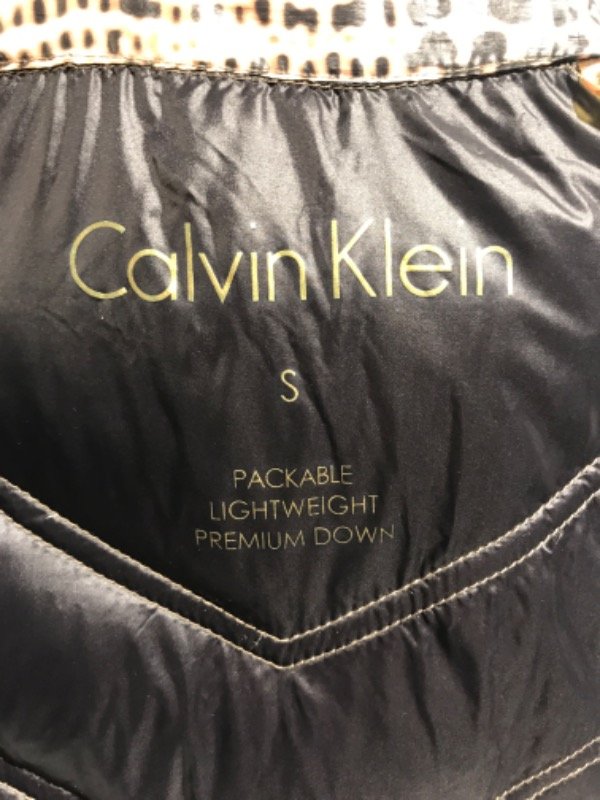 Calvin Klein
S
PACKABLE
LIGHTWEIGHT
PREMIUM DOWN